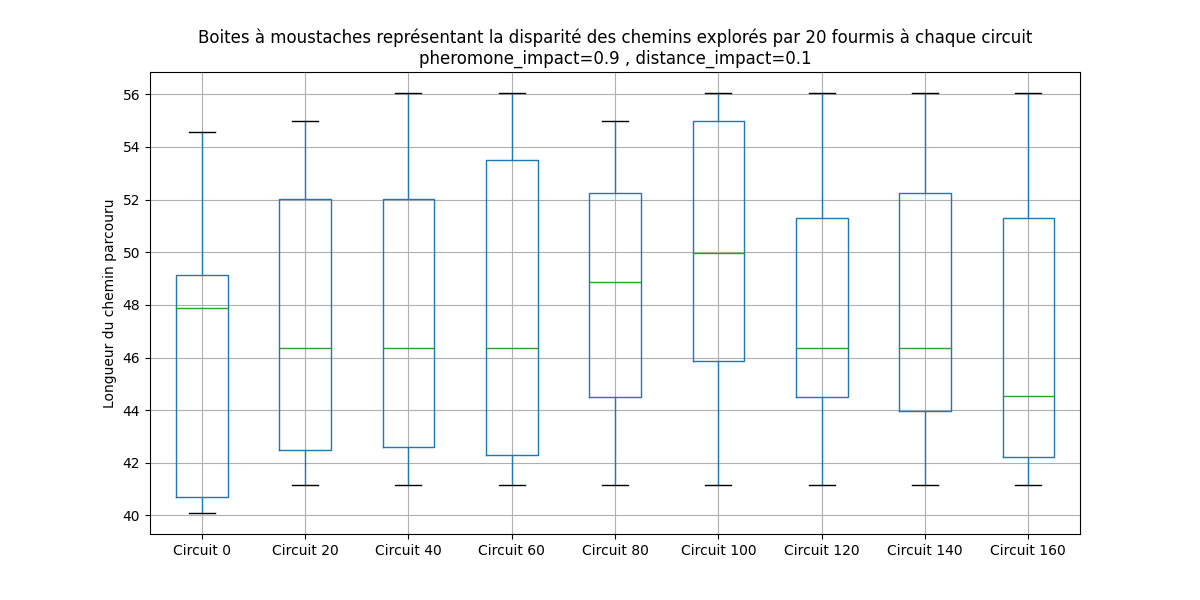 Boites à moustaches représentant la disparité des chemins explorés par 20 fourmis à chaque circuit
pheromone_impact=0.9 , distance_impact=0.1
Longueur du chemin parcouru
56
54
52
50
48
46
44
42
40
Circuit 0 Circuit 20 Circuit 40 Circuit 60 Circuit 80 Circuit 100 Circuit 120 Circuit 140 Circuit 160